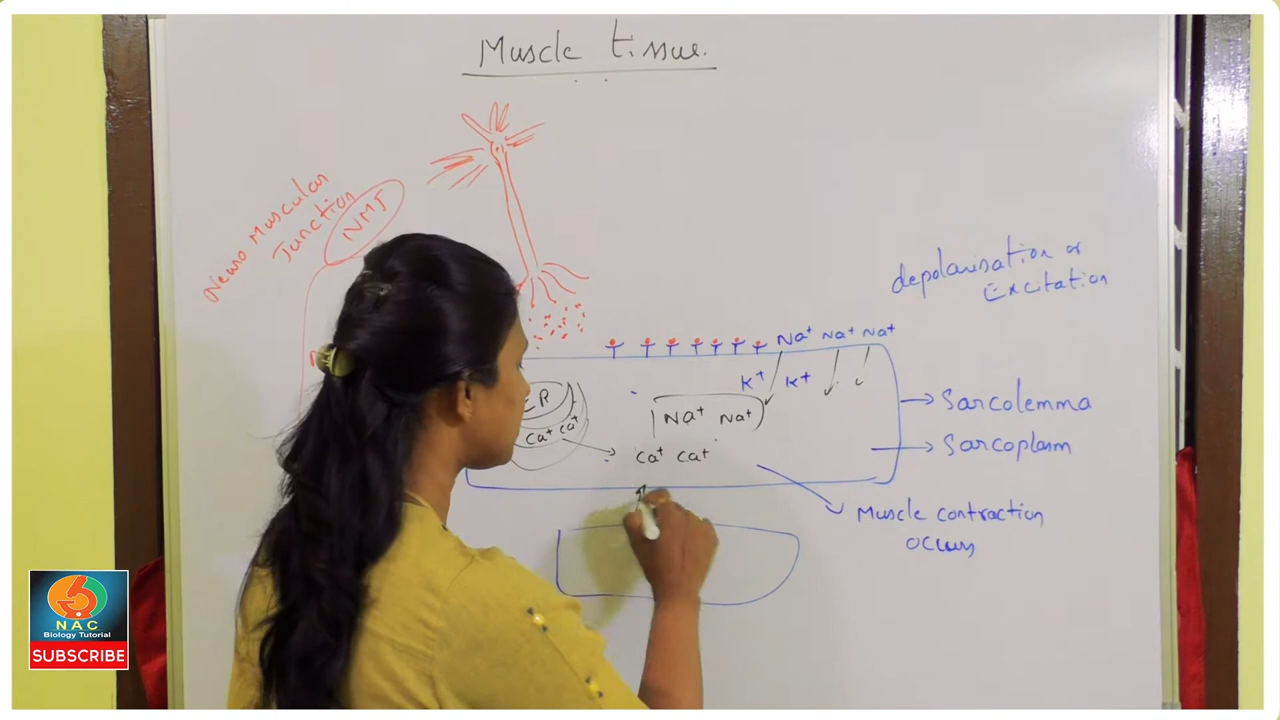 Muscle tissue.
Neuro Muscular
Junction
NMJ
depolarisation or
Excitation
Na+ Na+ Na+
K+ K+
Na+ Na+
Ca+ Ca+
Ca+ Ca+
Sarcolemma
Sarcoplasm
Muscle contraction
occurs
NAC
Biology Tutorial
SUBSCRIBE